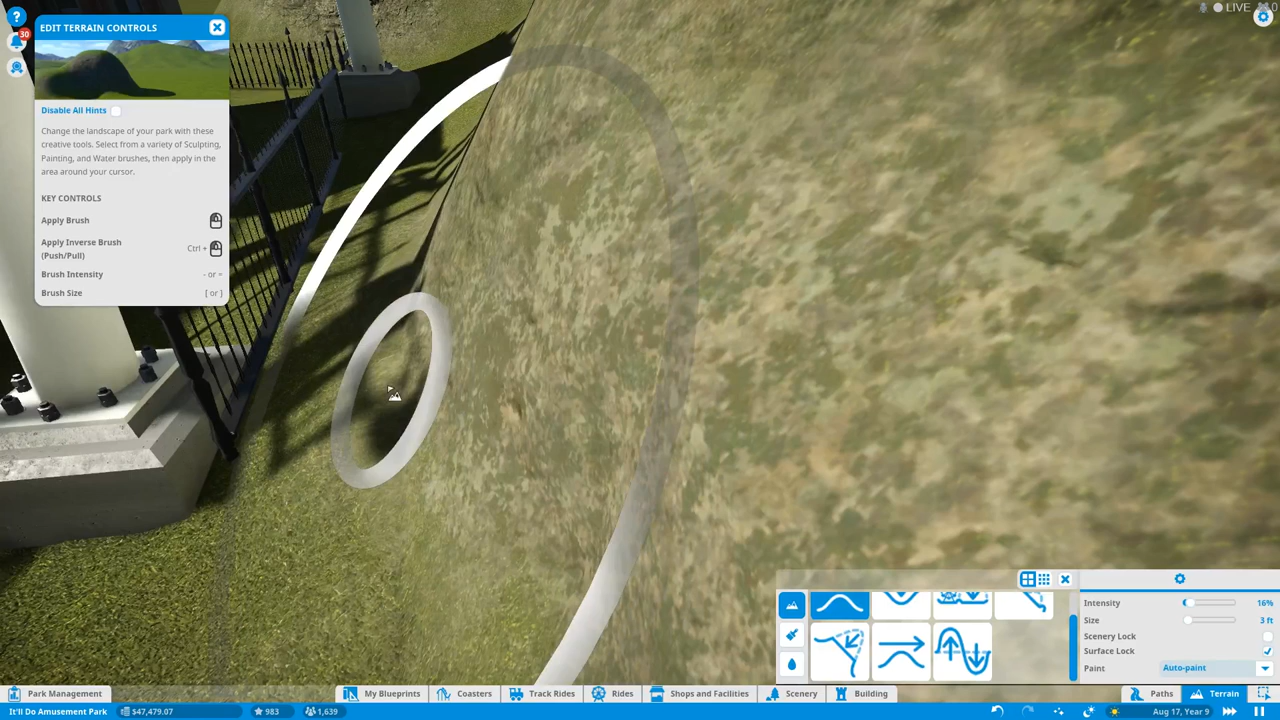 LIVE
30
EDIT TERRAIN CONTROLS
Disable All Hints
Change the landscape of your park with these
creative tools. Select from a variety of Sculpting,
Painting, and Water brushes, then apply in the
area around your cursor.
KEY CONTROLS
Apply Brush
Apply Inverse Brush
(Push/Pull)
Ctrl +
Brush Intensity
- or =
Brush Size
[ or ]
Intensity
16%
Size
3 ft
Scenery Lock
Surface Lock
Paint
Auto-paint
Park Management
My Blueprints
Coasters
Track Rides
Rides
Shops and Facilities
Scenery
Building
Paths
Terrain
It'll Do Amusement Park
$47,479.07
983
1,639
Aug 17, Year 9